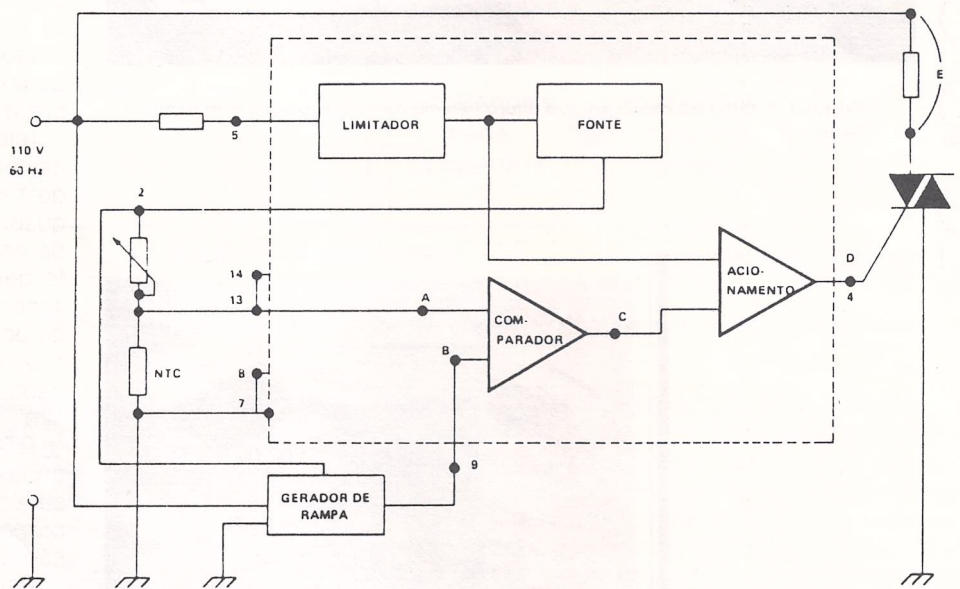 E
5
LIMITADOR
FONTE
110 V
60 Hz
2
14
13
A
ACIO-
NAMENTO
D
4
COM-
PARADOR
C
B
NTC
8
7
9
GERADOR DE
RAMPA